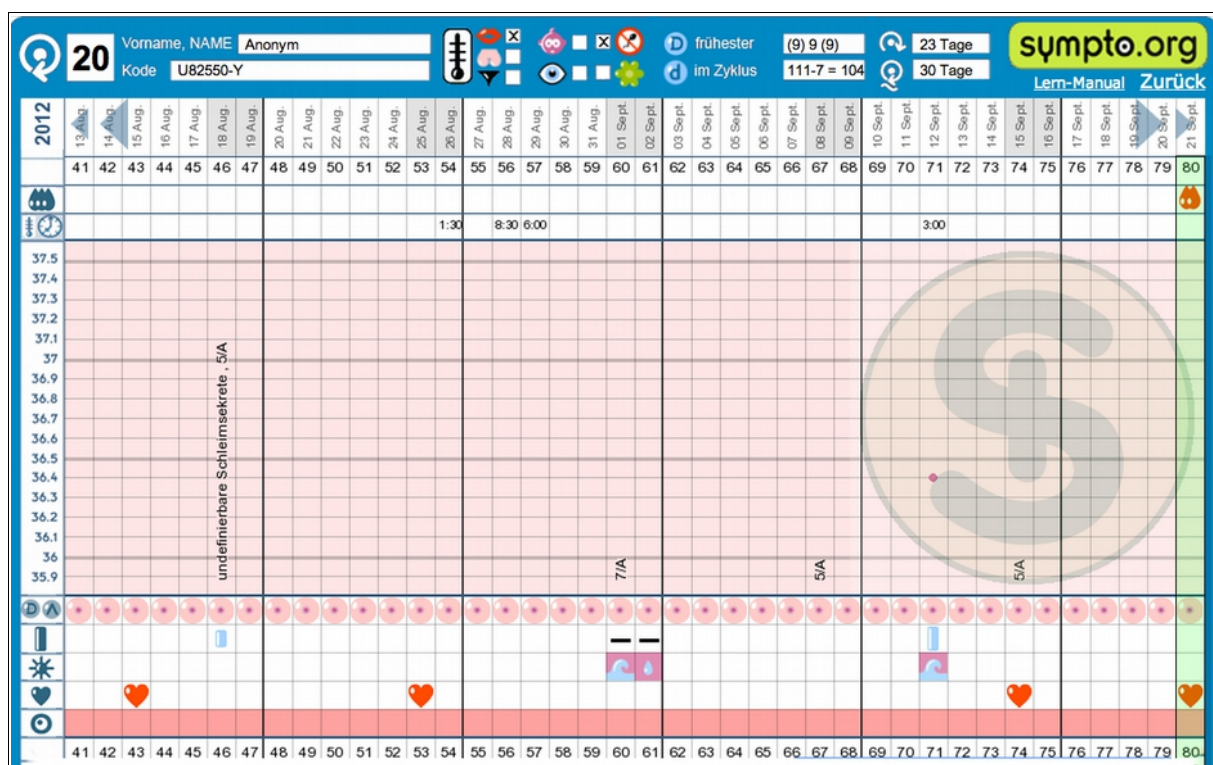 20 Vorname, NAME Anonym X X D frühester (9) 9 (9) 23 Tage sympto.org
Kode U82550-Y d im Zyklus 111-7 = 104 30 Tage
Lern-Manual Zurück
2012 13 Aug. 14 Aug. 15 Aug. 16 Aug. 17 Aug. 18 Aug. 19 Aug. 20 Aug. 21 Aug. 22 Aug. 23 Aug. 24 Aug. 25 Aug. 26 Aug. 27 Aug. 28 Aug. 29 Aug. 30 Aug. 31 Aug. 01 Sept. 02 Sept. 03 Sept. 04 Sept. 05 Sept. 06 Sept. 07 Sept. 08 Sept. 09 Sept. 10 Sept. 11 Sept. 12 Sept. 13 Sept. 14 Sept. 15 Sept. 16 Sept. 17 Sept. 18 Sept. 19 Sept. 20 Sept. 21 Sept.
41 42 43 44 45 46 47 48 49 50 51 52 53 54 55 56 57 58 59 60 61 62 63 64 65 66 67 68 69 70 71 72 73 74 75 76 77 78 79 80
1:30 8:30 6:00 3:00
37.5
37.4
37.3
37.2
37.1
37
36.9
36.8
36.7
36.6
36.5
36.4
36.3
36.2
36.1
36
35.9
undefinierbare Schleimsekrete , 5/A
7/A
5/A
5/A
D
41 42 43 44 45 46 47 48 49 50 51 52 53 54 55 56 57 58 59 60 61 62 63 64 65 66 67 68 69 70 71 72 73 74 75 76 77 78 79 80